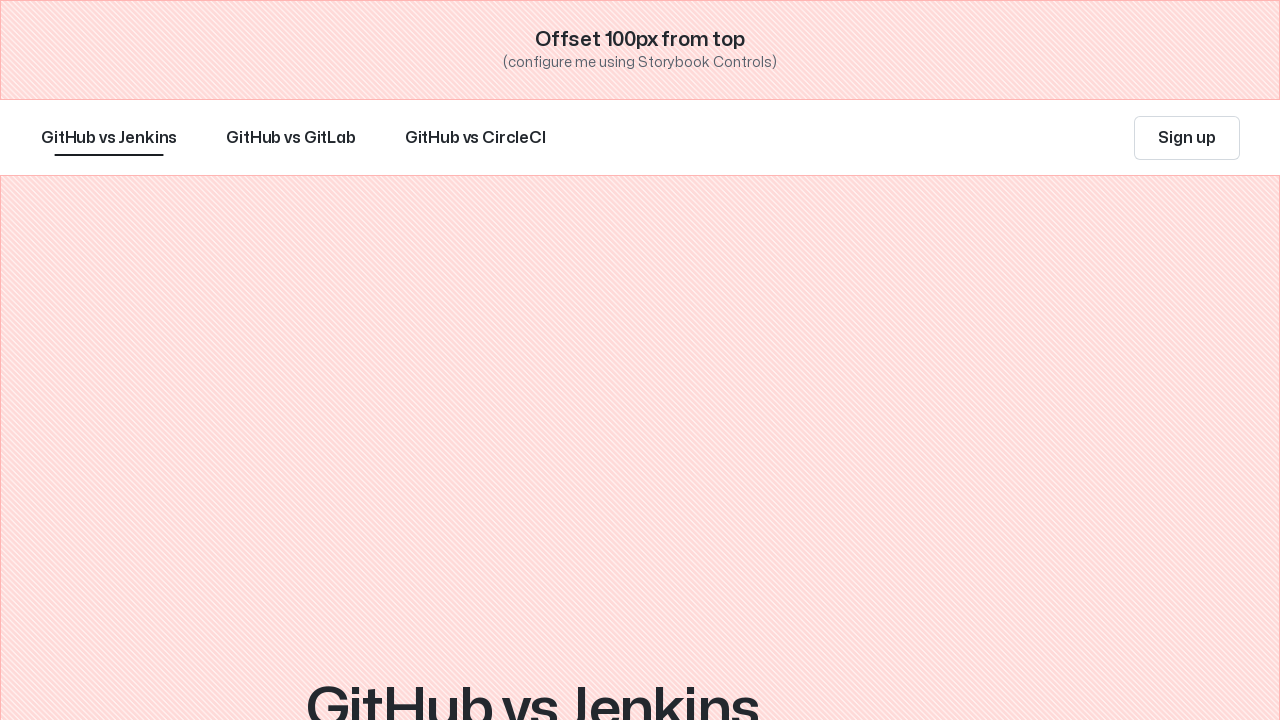 Offset 100px from top
(configure me using Storybook Controls)
GitHub vs Jenkins
GitHub vs GitLab
GitHub vs CircleCI
Sign up
GitHub vs Jenkins